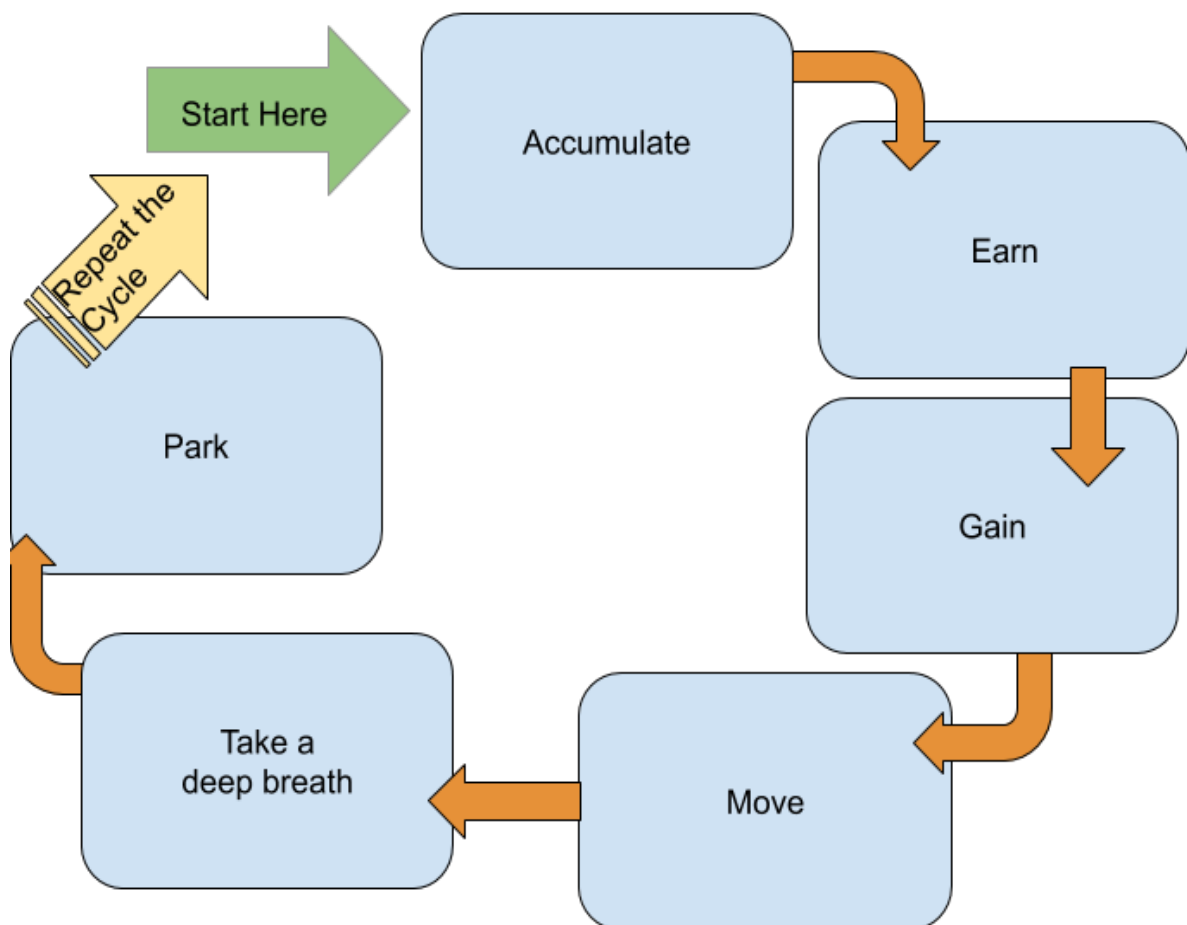 Start Here
Accumulate
Earn
Gain
Move
Take a
deep breath
Park
Repeat the
Cycle